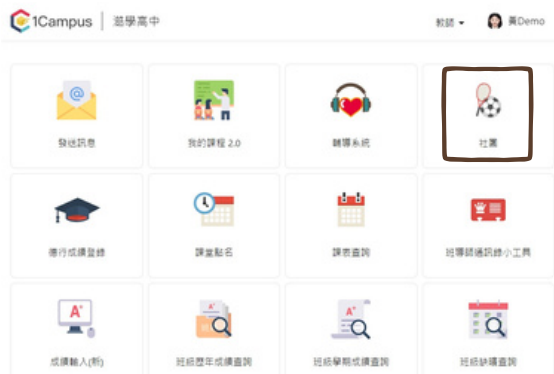 1Campus 澔學高中
教師
黃Demo
發送訊息
我的課程 2.0
輔導系統
社團
德行成績登錄
課堂點名
課表查詢
班導師通訊錄小工具
成績輸入(新)
班級歷年成績查詢
班級學期成績查詢
班級缺曠查詢